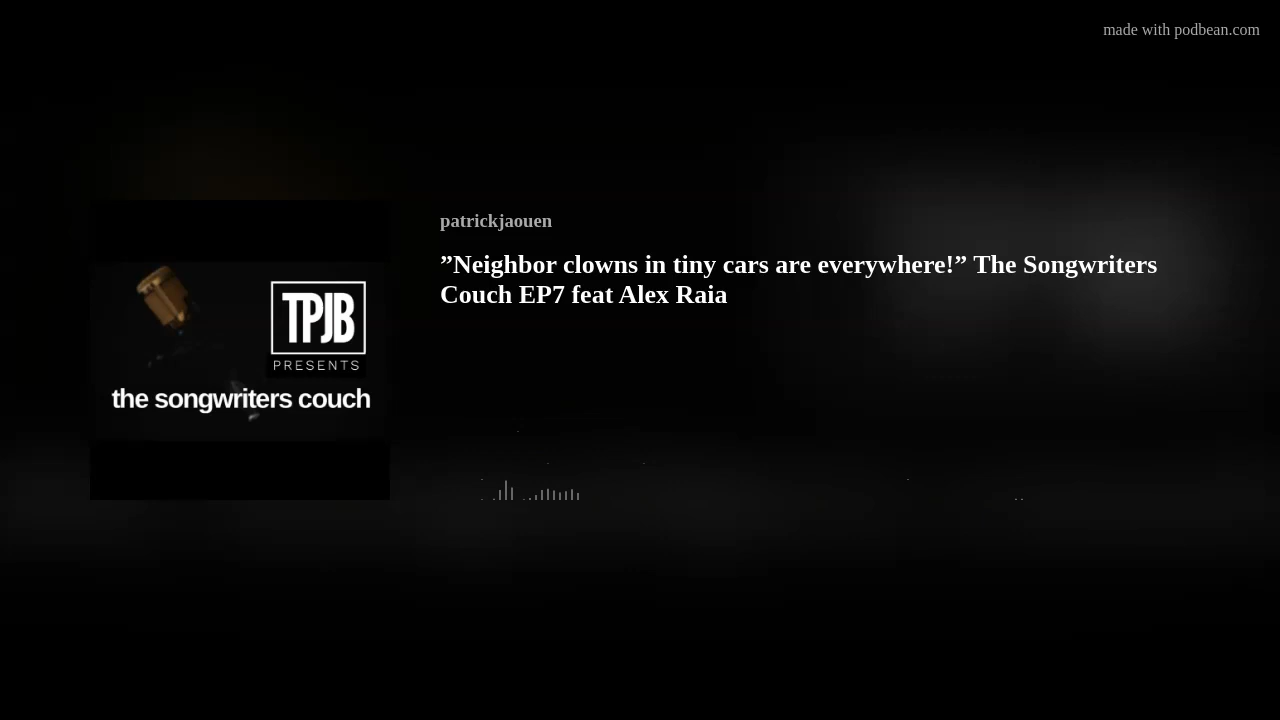 made with podbean.com
patrickjaouen
”Neighbor clowns in tiny cars are everywhere!” The Songwriters
Couch EP7 feat Alex Raia
TPJB
PRESENTS
the songwriters couch